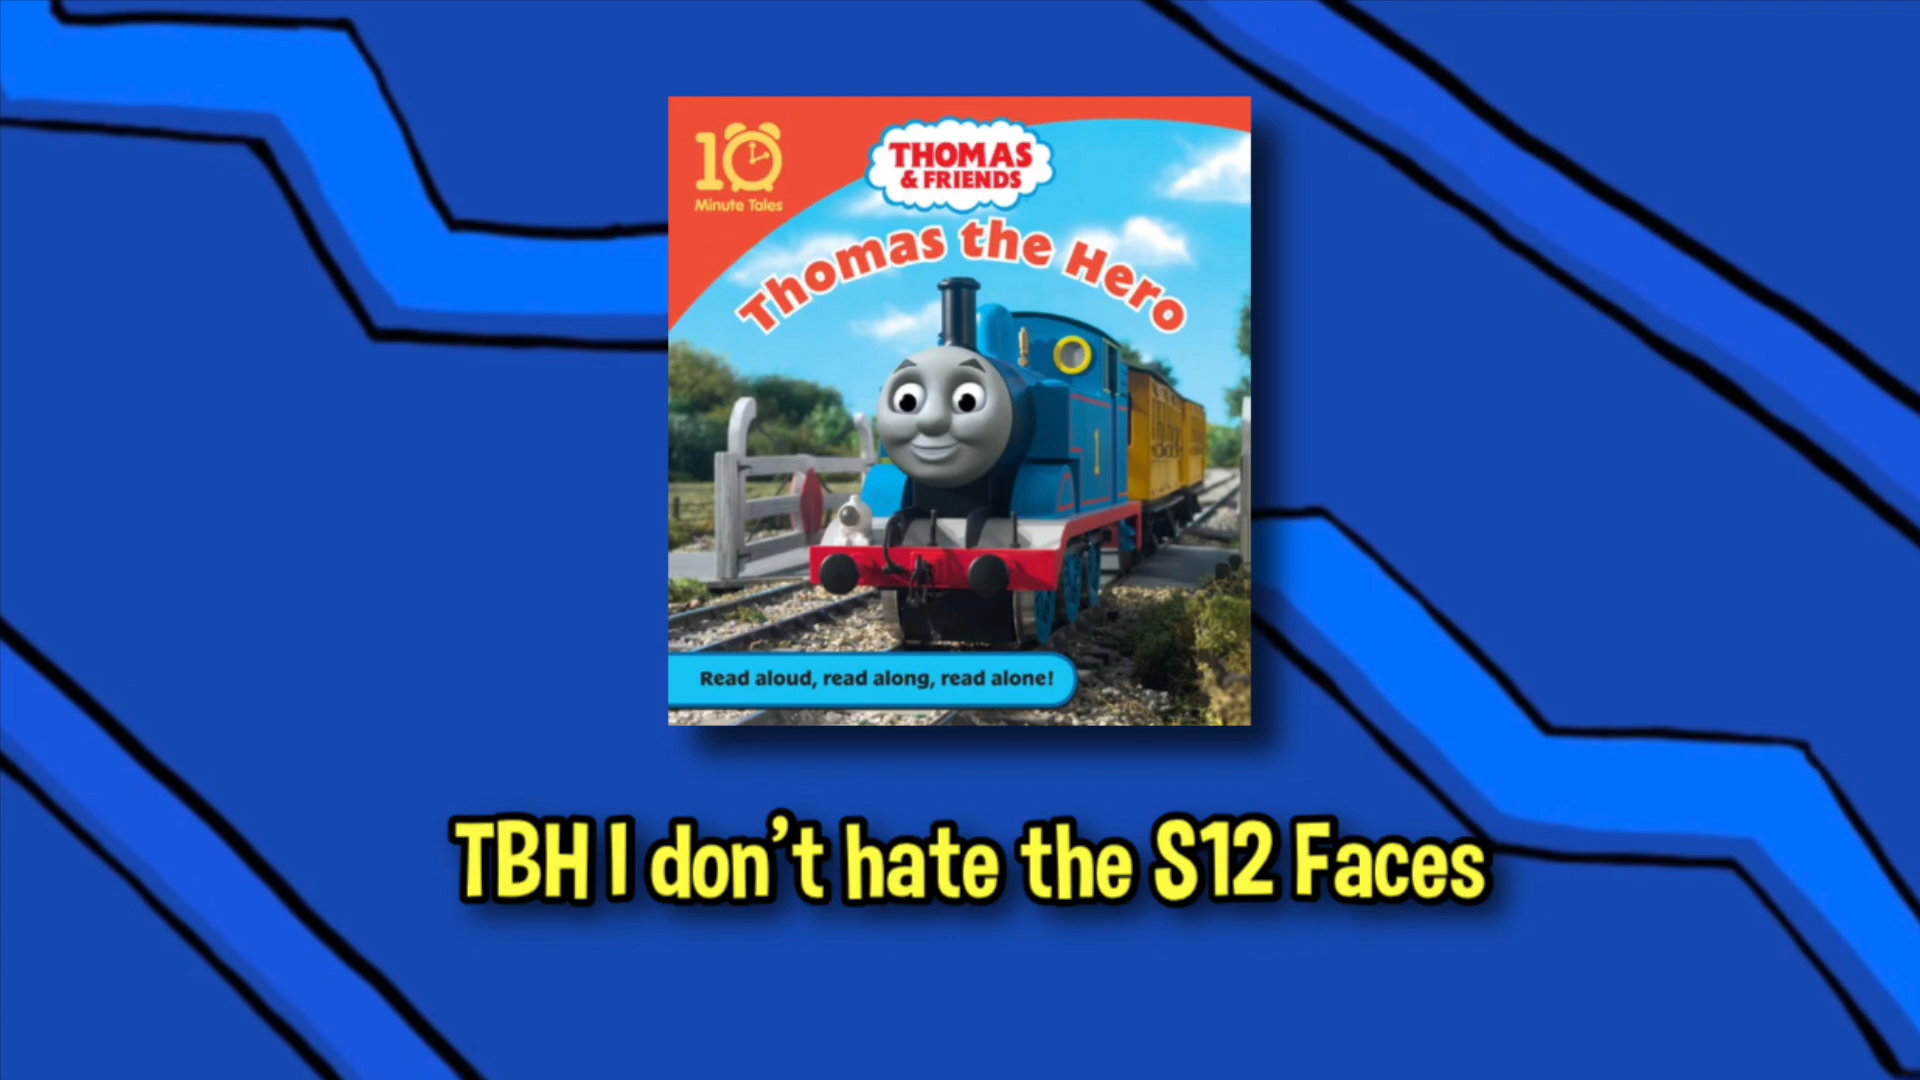 10
Minute Tales
THOMAS
& FRIENDS
Thomas the Hero
1
Read aloud, read along, read alone!
TBH I don't hate the S12 Faces